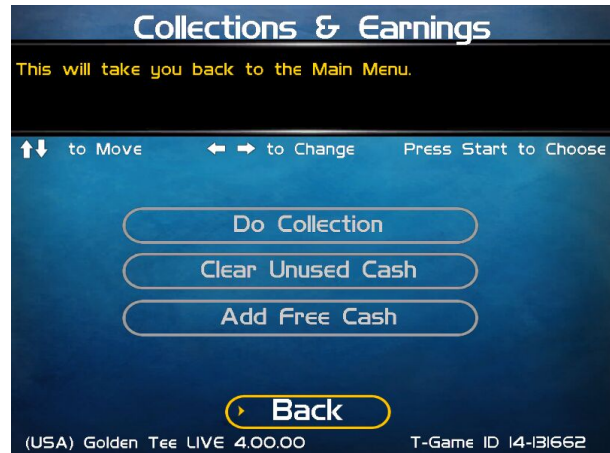 Collections & Earnings
This will take you back to the Main Menu.
to Move to Change Press Start to Choose
Do Collection
Clear Unused Cash
Add Free Cash
Back
(USA) Golden Tee LIVE 4.00.00 T-Game ID 14-131662